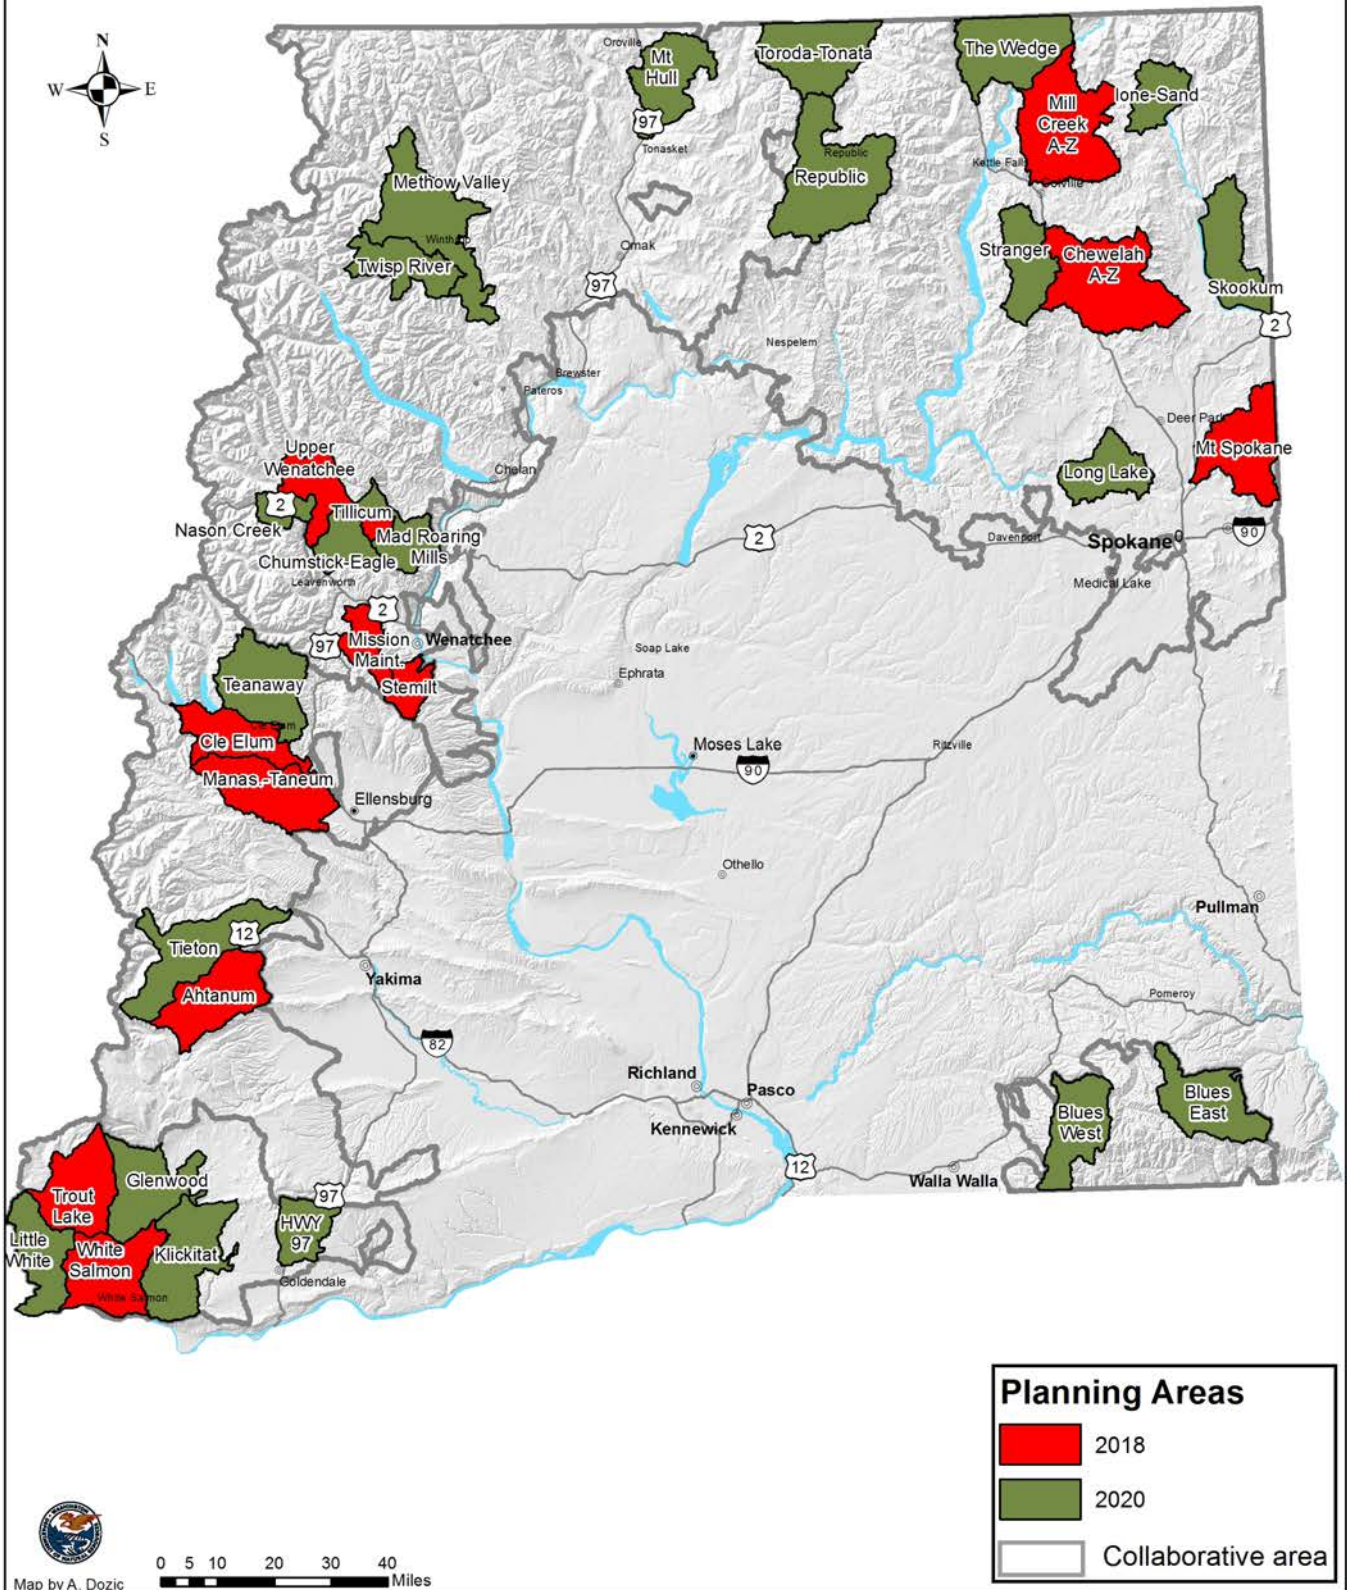 N
W
E
S
Oroville
Mt
Hull
97
Tonasket
Toroda-Tonata
The Wedge
Mill
Creek
A-Z
Ione-Sand
Republic
Republic
Kettle Falls
Colville
Methow Valley
Winthrop
Twisp River
Omak
97
Stranger
Chewelah
A-Z
Skookum
2
Nespelem
Brewster
Pateros
Deer Park
Mt Spokane
Long Lake
Upper
Wenatchee
Chelan
2
Nason Creek
Tillicum
Mad Roaring
Mills
Chumstick-Eagle
Leavenworth
2
Davenport
Spokane
90
Medical Lake
2
97
Mission
Maint.
Wenatchee
Stemilt
Soap Lake
Ephrata
Teanaway
Cle Elum
Cle Elum
Manas.-Taneum
Ellensburg
Moses Lake
90
Ritzville
Othello
Pullman
Tieton
12
Ahtanum
Yakima
82
Pomeroy
Richland
Pasco
Kennewick
12
Walla Walla
Blues
West
Blues
East
Trout
Lake
Glenwood
97
HWY
97
Little
White
White
Salmon
Klickitat
White Salmon
Goldendale
Planning Areas
2018
2020
Collaborative area
0 5 10 20 30 40
Miles
Map by A. Dozic